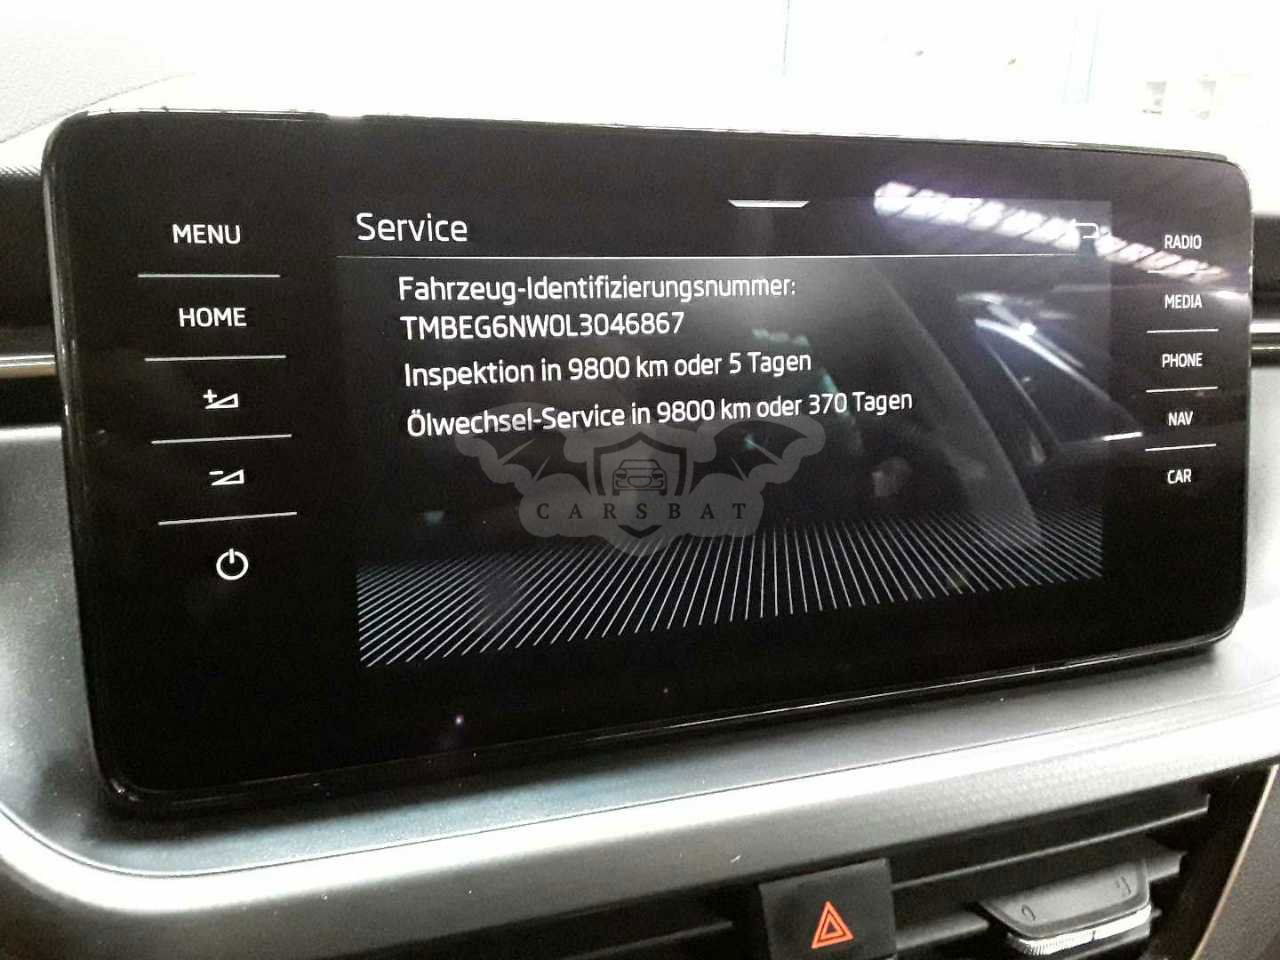 Service
MENU
HOME
Fahrzeug-Identifizierungsnummer:
TMBEG6NW0L3046867
Inspektion in 9800 km oder 5 Tagen
Ölwechsel-Service in 9800 km oder 370 Tagen
RADIO
MEDIA
PHONE
NAV
CAR
CARSBAT